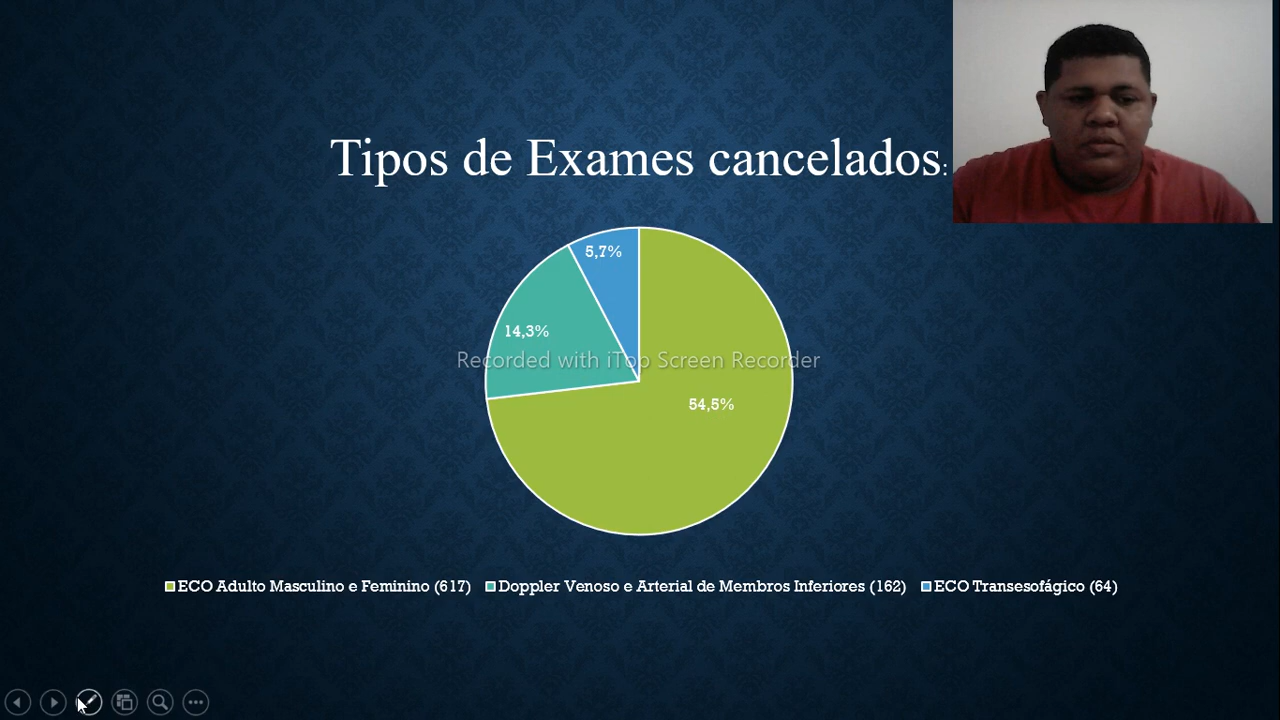 Tipos de Exames cancelados:
5,7%
14,3%
Recorded with iTop Screen Recorder
54,5%
ECO Adulto Masculino e Feminino (617) Doppler Venoso e Arterial de Membros Inferiores (162) ECO Transesofágico (64)